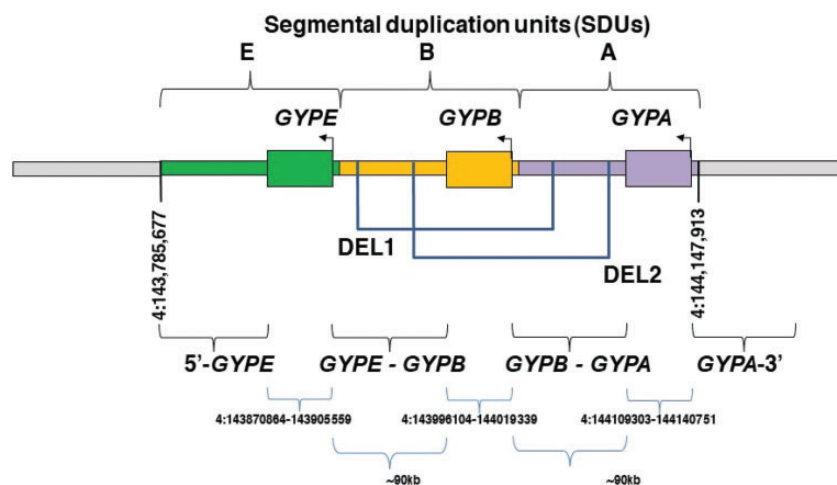 Segmental duplication units (SDUs)
E B A
GYPE GYPB GYPA
DEL1
DEL2
4:143,785,677
4:144,147,913
5'-GYPE GYPE - GYPB GYPB - GYPA GYPA-3'
4:143870864-143905559 4:143996104-144019339 4:144109303-144140751
~90kb ~90kb